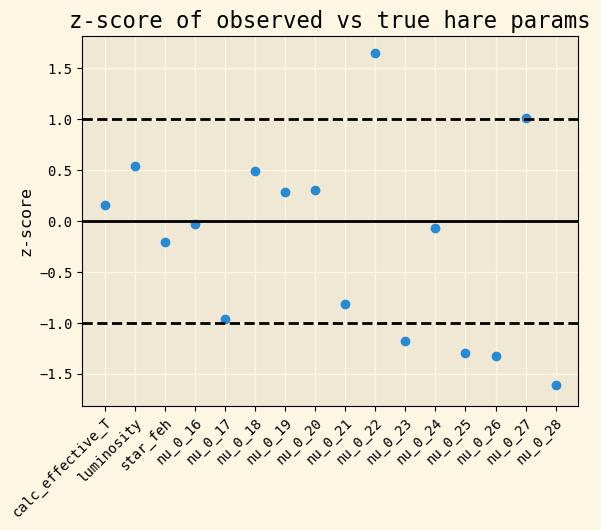 z-score of observed vs true hare params
z-score
1.5
1.0
0.5
0.0
−0.5
−1.0
−1.5
calc_effective_T
luminosity
star_feh
nu_0_16
nu_0_17
nu_0_18
nu_0_19
nu_0_20
nu_0_21
nu_0_22
nu_0_23
nu_0_24
nu_0_25
nu_0_26
nu_0_27
nu_0_28